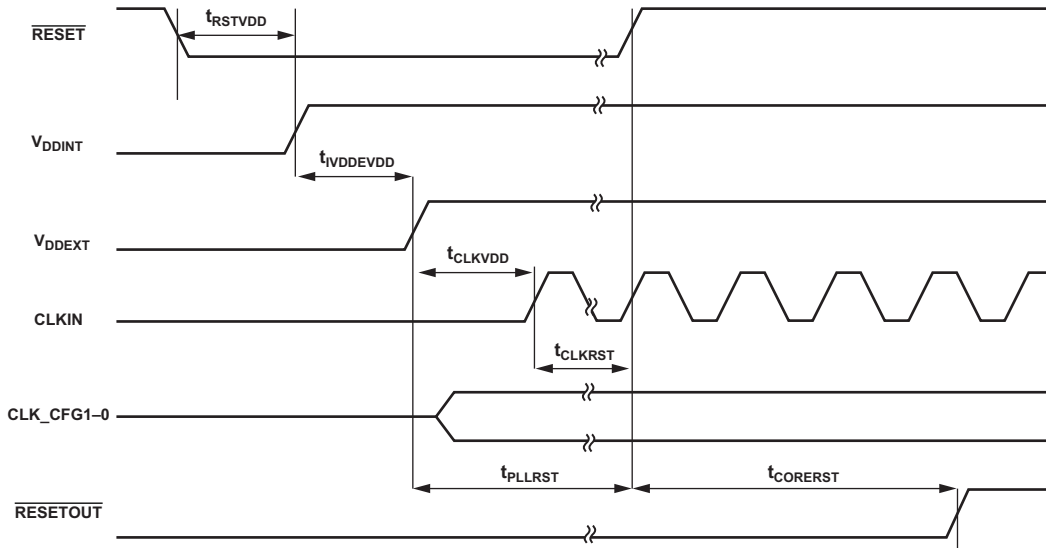 RESET
tRSTVDD
VDDINT
tIVDDEVDD
VDDEXT
tCLKVDD
CLKIN
tCLKRST
CLK_CFG1–0
tPLLRST
tCORERST
RESETOUT